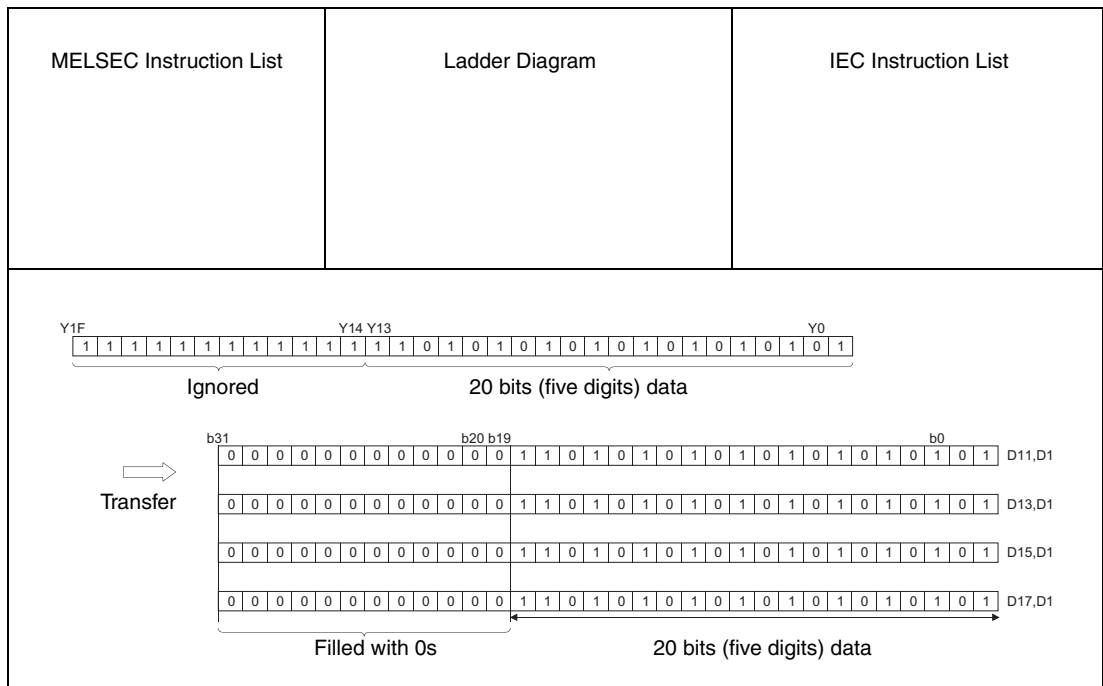 MELSEC Instruction List
Ladder Diagram
IEC Instruction List
Y1F Y14 Y13 Y0
1 1 1 1 1 1 1 1 1 1 1 1 1 1 0 1 0 1 0 1 0 1 0 1 0 1 0 1 0 1 0 1
Ignored 20 bits (five digits) data
b31 b20 b19 b0
0 0 0 0 0 0 0 0 0 0 0 0 1 1 0 1 0 1 0 1 0 1 0 1 0 1 0 1 0 1 0 1 D11,D1
Transfer
0 0 0 0 0 0 0 0 0 0 0 0 1 1 0 1 0 1 0 1 0 1 0 1 0 1 0 1 0 1 0 1 D13,D1
0 0 0 0 0 0 0 0 0 0 0 0 1 1 0 1 0 1 0 1 0 1 0 1 0 1 0 1 0 1 0 1 D15,D1
0 0 0 0 0 0 0 0 0 0 0 0 1 1 0 1 0 1 0 1 0 1 0 1 0 1 0 1 0 1 0 1 D17,D1
Filled with 0s 20 bits (five digits) data